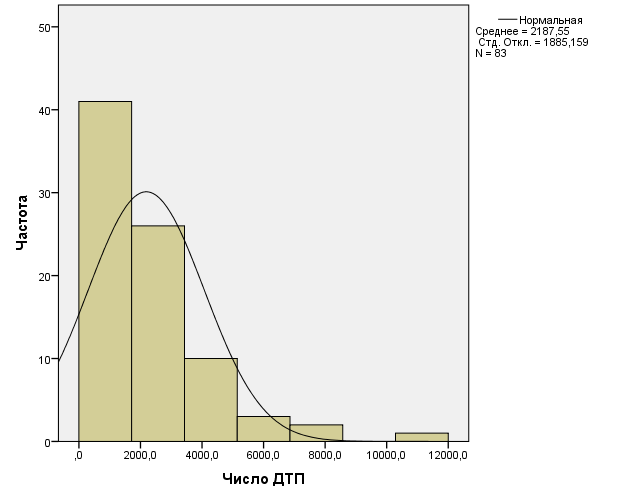 Нормальная
Среднее = 2187,55
Стд. Откл. = 1885,159
N = 83
50
40
30
20
10
0
Частота
,0 2000,0 4000,0 6000,0 8000,0 10000,0 12000,0
Число ДТП